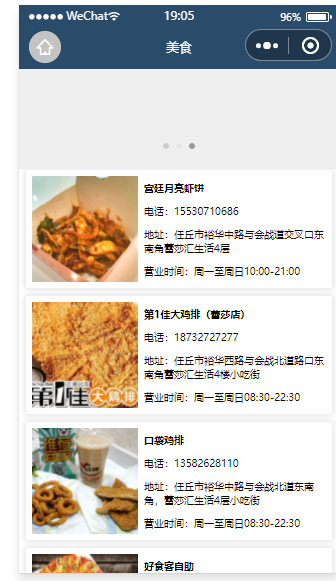 WeChat 19:05 96%
美食
宫廷月亮虾饼
电话：15530710686
地址：任丘市裕华中路与会战道交叉口东
南角蕾莎汇生活4层
营业时间：周一至周日10:00-21:00
第1佳大鸡排（蕾莎店）
电话：18732727277
地址：任丘市裕华西路与会战北道路口东
南角蕾莎汇生活4楼小吃街
营业时间：周一至周日08:30-22:30
第1佳
大鸡排
口袋鸡排
电话：13582628110
地址：任丘市裕华路与会战北道东南
角，蕾莎汇生活4层小吃街
营业时间：周一至周日08:30-22:30
好食客自助